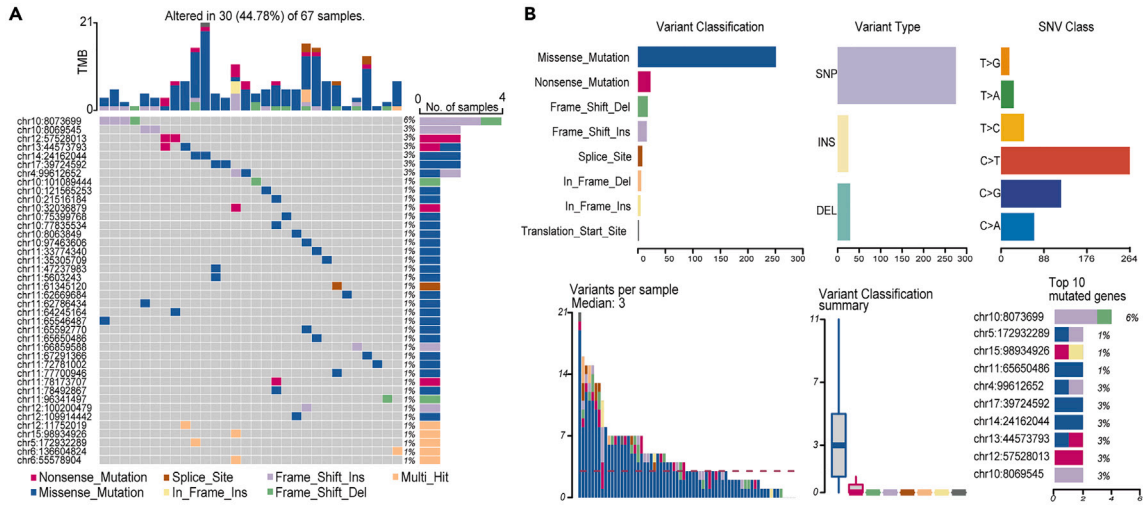 A
Altered in 30 (44.78%) of 67 samples.
21
TMB
0
0
No. of samples
4
chr10:8073699 6%
chr10:8069545 3%
chr12:57528013 3%
chr13:44573793 3%
chr14:24162044 3%
chr17:39724592 3%
chr4:99612652 3%
chr10:101089444 1%
chr10:121565253 1%
chr10:21516184 1%
chr10:32036879 1%
chr10:75399768 1%
chr10:77835534 1%
chr10:8063849 1%
chr10:97463606 1%
chr11:33774340 1%
chr11:35305709 1%
chr11:47237983 1%
chr11:5603243 1%
chr11:61345120 1%
chr11:62669684 1%
chr11:62786434 1%
chr11:64245164 1%
chr11:65546487 1%
chr11:65592770 1%
chr11:65650486 1%
chr11:66859588 1%
chr11:67291366 1%
chr11:72781002 1%
chr11:77700946 1%
chr11:78173707 1%
chr11:78492867 1%
chr11:96341497 1%
chr12:100200479 1%
chr12:109914442 1%
chr12:11752019 1%
chr15:98934926 1%
chr5:172932289 1%
chr6:136604824 1%
chr6:55578904 1%
Nonsense_Mutation Splice_Site Frame_Shift_Ins Multi_Hit
Missense_Mutation In_Frame_Ins Frame_Shift_Del
B
Variant Classification
Missense_Mutation
Nonsense_Mutation
Frame_Shift_Del
Frame_Shift_Ins
Splice_Site
In_Frame_Del
In_Frame_Ins
Translation_Start_Site
0 50 100 150 200 250 300
Variant Type
SNP
INS
DEL
0 50 100 150 200 250 300
SNV Class
T>G
T>A
T>C
C>T
C>G
C>A
0 88 176 264
Variants per sample
Median: 3
21
14
7
0
Variant Classification
summary
11
7
3
0
Top 10
mutated genes
chr10:8073699 6%
chr5:172932289 1%
chr15:98934926 1%
chr11:65650486 1%
chr4:99612652 3%
chr17:39724592 3%
chr14:24162044 3%
chr13:44573793 3%
chr12:57528013 3%
chr10:8069545 3%
0 2 4 6